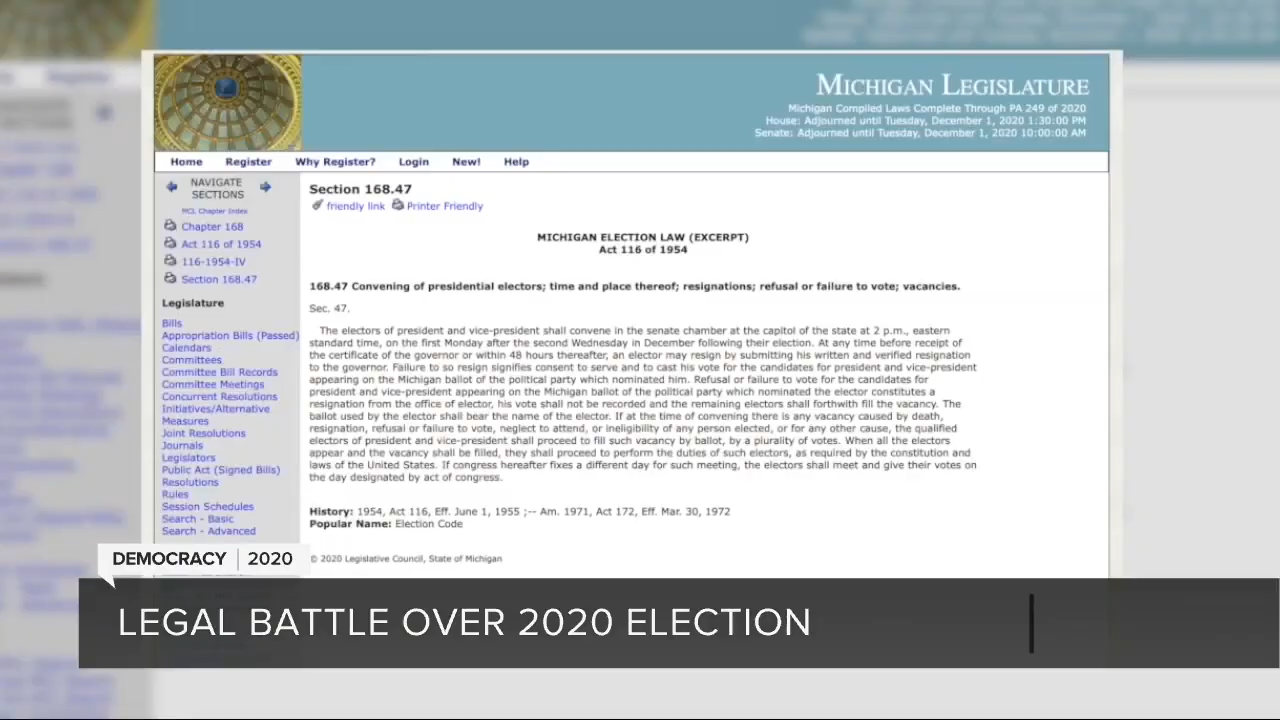 MICHIGAN LEGISLATURE
Michigan Compiled Laws Complete Through PA 249 of 2020
House: Adjourned until Tuesday, December 1, 2020 1:30:00 PM
Senate: Adjourned until Tuesday, December 1, 2020 10:00:00 AM
Home Register Why Register? Login New! Help
NAVIGATE
SECTIONS
MCL Chapter Index
Chapter 168
Act 116 of 1954
116-1954-IV
Section 168.47
Legislature
Bills
Appropriation Bills (Passed)
Calendars
Committees
Committee Bill Records
Committee Meetings
Concurrent Resolutions
Initiatives/Alternative
Measures
Joint Resolutions
Journals
Legislators
Public Act (Signed Bills)
Resolutions
Rules
Session Schedules
Search - Basic
Search - Advanced
Section 168.47
friendly link Printer Friendly
MICHIGAN ELECTION LAW (EXCERPT)
Act 116 of 1954
168.47 Convening of presidential electors; time and place thereof; resignations; refusal or failure to vote; vacancies.
Sec. 47.
The electors of president and vice-president shall convene in the senate chamber at the capitol of the state at 2 p.m., eastern
standard time, on the first Monday after the second Wednesday in December following their election. At any time before receipt of
the certificate of the governor or within 48 hours thereafter, an elector may resign by submitting his written and verified resignation
to the governor. Failure to so resign signifies consent to serve and to cast his vote for the candidates for president and vice-president
appearing on the Michigan ballot of the political party which nominated him. Refusal or failure to vote for the candidates for
president and vice-president appearing on the Michigan ballot of the political party which nominated the elector constitutes a
resignation from the office of elector, his vote shall not be recorded and the remaining electors shall forthwith fill the vacancy. The
ballot used by the elector shall bear the name of the elector. If at the time of convening there is any vacancy caused by death,
resignation, refusal or failure to vote, neglect to attend, or ineligibility of any person elected, or for any other cause, the qualified
electors of president and vice-president shall proceed to fill such vacancy by ballot, by a plurality of votes. When all the electors
appear and the vacancy shall be filled, they shall proceed to perform the duties of such electors, as required by the constitution and
laws of the United States. If congress hereafter fixes a different day for such meeting, the electors shall meet and give their votes on
the day designated by act of congress.
History: 1954, Act 116, Eff. June 1, 1955 ;-- Am. 1971, Act 172, Eff. Mar. 30, 1972
Popular Name: Election Code
© 2020 Legislative Council, State of Michigan
DEMOCRACY 2020
LEGAL BATTLE OVER 2020 ELECTION